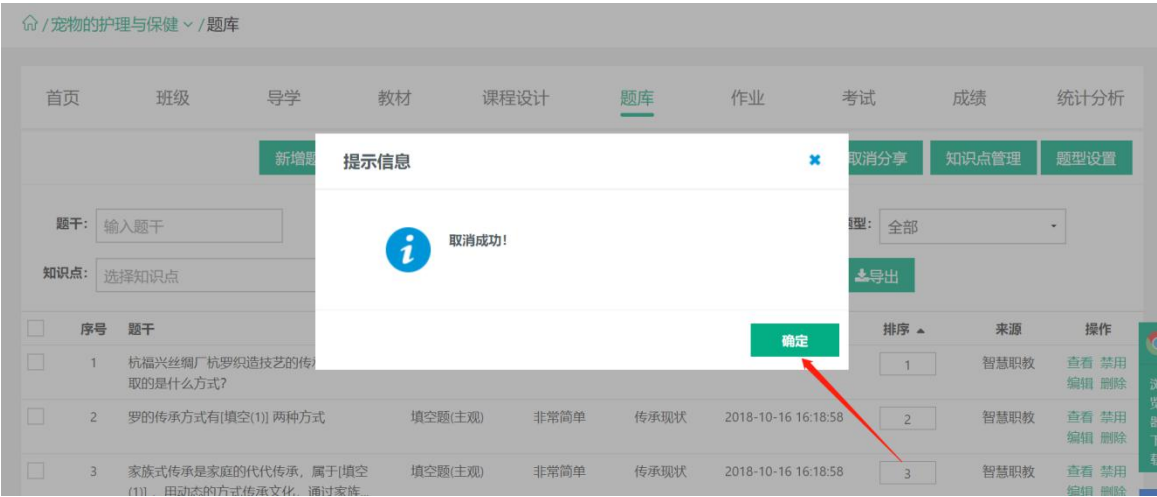 /宠物的护理与保健 /题库
首页 班级 导学 教材 课程设计 题库 作业 考试 成绩 统计分析
新增题 取消分享 知识点管理 题型设置
提示信息
题干: 输入题干 型: 全部
取消成功!
知识点: 选择知识点 导出
确定
序号 题干 排序 来源 操作
1 杭福兴丝绸厂杭罗织造技艺的传 1 智慧职教 查看 禁用
取的是什么方式? 编辑 删除
2 罗的传承方式有[填空(1)] 两种方式 填空题(主观) 非常简单 传承现状 2018-10-16 16:18:58 2 智慧职教 查看 禁用
编辑 删除
3 家族式传承是家庭的代代传承，属于[填空 填空题(主观) 非常简单 传承现状 2018-10-16 16:18:58 3 智慧职教 查看 禁用
(1)] ，用动态的方式传承文化，通过家族... 编辑 删除